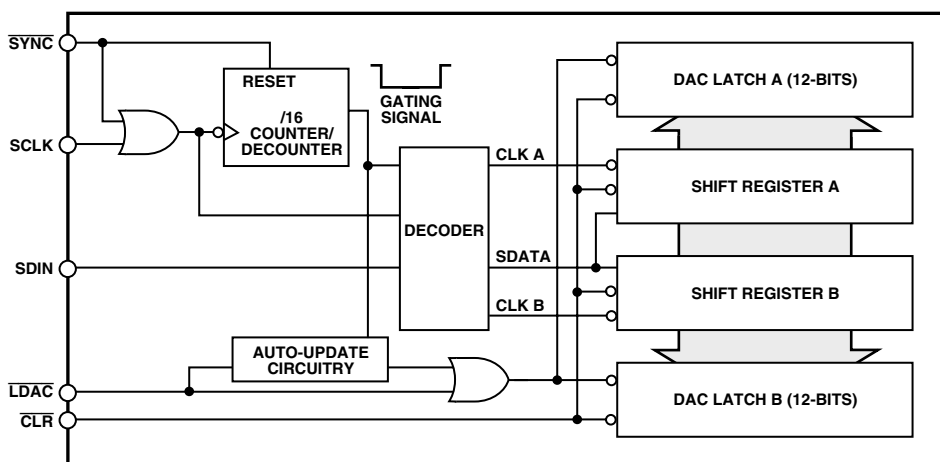 SYNC
SCLK
SDIN
LDAC
CLR
RESET
/16
COUNTER/
DECOUNTER
GATING
SIGNAL
AUTO-UPDATE
CIRCUITRY
DECODER
CLK A
SDATA
CLK B
DAC LATCH A (12-BITS)
SHIFT REGISTER A
SHIFT REGISTER B
DAC LATCH B (12-BITS)